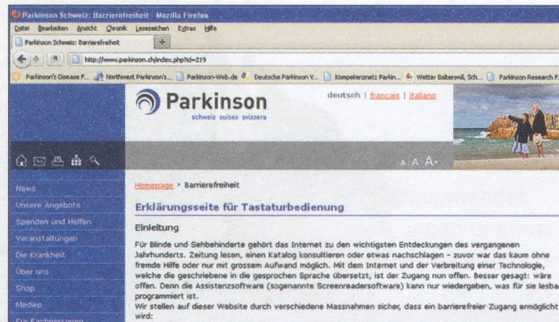 Parkinson Schweiz: Barrierefreiheit - Mozilla Firefox
Datei Bearbeiten Ansicht Chronik Lesezeichen Extras Hilfe
Parkinson Schweiz: Barrierefreiheit +
http://www.parkinson.ch/index.php?id=219
Parkinson's Disease F... Northwest Parkinson's... Parkinson-Web.de Deutsche Parkinson V... Kompetenznetz Parkin... Wetter Baltenswil, Sch... Parkinson Research F
Parkinson
schweiz suisse svizzera
deutsch | français | italiano
A A A+
News
Unsere Angebote
Spenden und Helfen
Veranstaltungen
Die Krankheit
Über uns
Shop
Medien
Für Fachpersonen
Homepage > Barrierefreiheit
Erklärungsseite für Tastaturbedienung
Einleitung
Für Blinde und Sehbehinderte gehört das Internet zu den wichtigsten Entdeckungen des vergangenen
Jahrhunderts. Zeitung lesen, einen Katalog konsultieren oder etwas nachschlagen - zuvor war das kaum ohne
fremde Hilfe oder nur mit grossem Aufwand möglich. Mit dem Internet und der Verbreitung einer Technologie,
welche die geschriebene in die gesprochen Sprache übersetzt, ist der Zugang nun offen. Besser gesagt: wäre
offen. Denn die Assistenzsoftware (sogenannte Screenreadersoftware) kann nur wiedergeben, was für sie lesba
programmiert ist.
Wir stellen auf dieser Website durch verschiedene Massnahmen sicher, dass ein barrierefreier Zugang ermöglicht
wird: